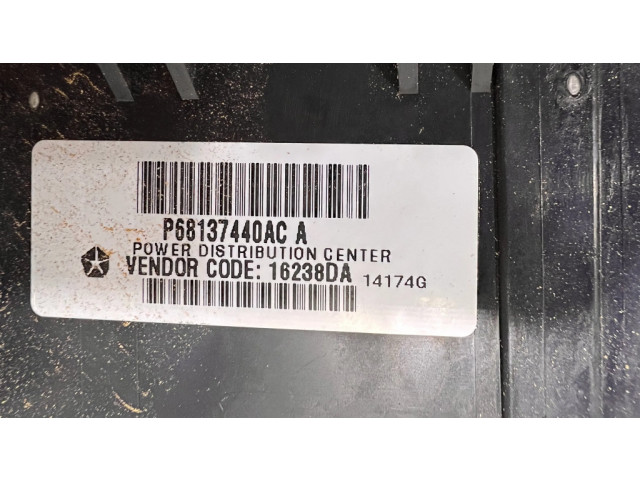 P68137440AC A
POWER DISTRIBUTION CENTER
VENDOR CODE: 16238DA 14174G